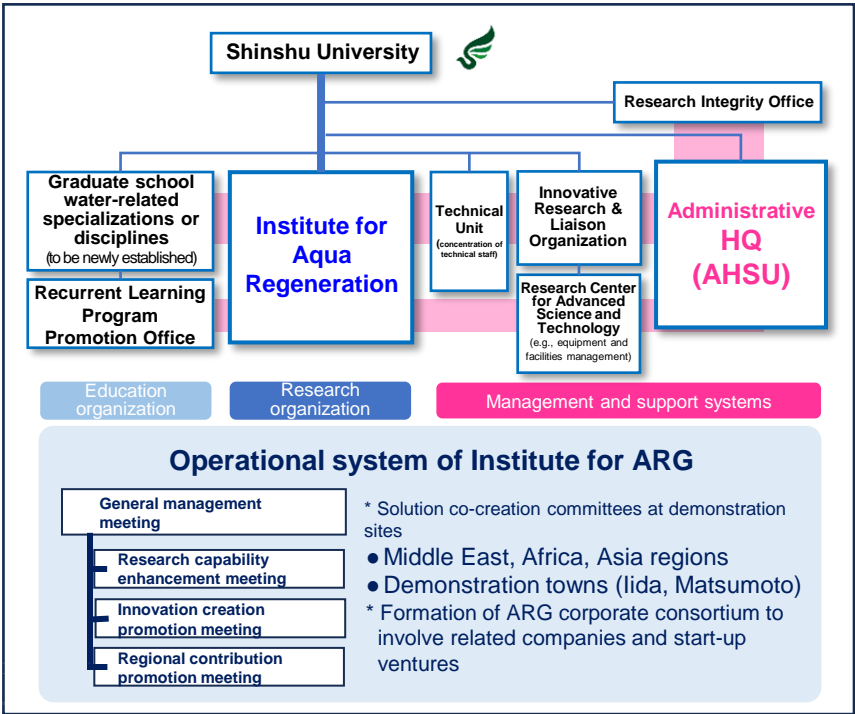 Shinshu University
Research Integrity Office
Graduate school
water-related
specializations or
disciplines
(to be newly established)
Recurrent Learning
Program
Promotion Office
Institute for
Aqua
Regeneration
Technical
Unit
(concentration of
technical staff)
Innovative
Research &
Liaison
Organization
Research Center
for Advanced
Science and
Technology
(e.g., equipment and
facilities management)
Administrative
HQ
(AHSU)
Education
organization
Research
organization
Management and support systems
Operational system of Institute for ARG
General management
meeting
Research capability
enhancement meeting
Innovation creation
promotion meeting
Regional contribution
promotion meeting
* Solution co-creation committees at demonstration
sites
● Middle East, Africa, Asia regions
● Demonstration towns (Iida, Matsumoto)
* Formation of ARG corporate consortium to
involve related companies and start-up
ventures